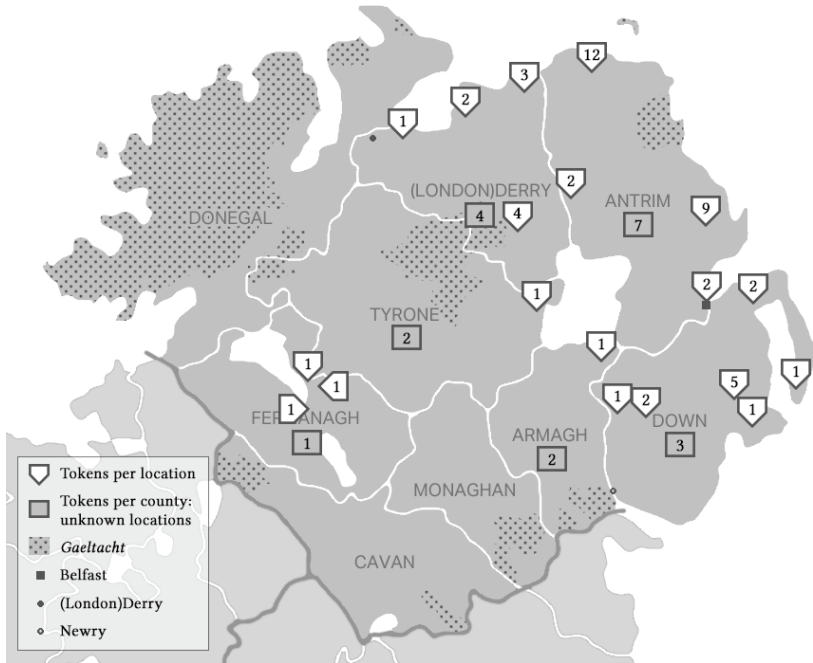 12
3
2
1
2
(LONDON)DERRY
ANTRIM
DONEGAL
4
4
9
7
2
2
1
TYRONE
2
1
1
1
1
5
1
2
1
1
FERMANAGH
DOWN
1
ARMAGH
3
2
MONAGHAN
CAVAN
Tokens per location
Tokens per county:
unknown locations
Gaeltacht
Belfast
(London)Derry
Newry